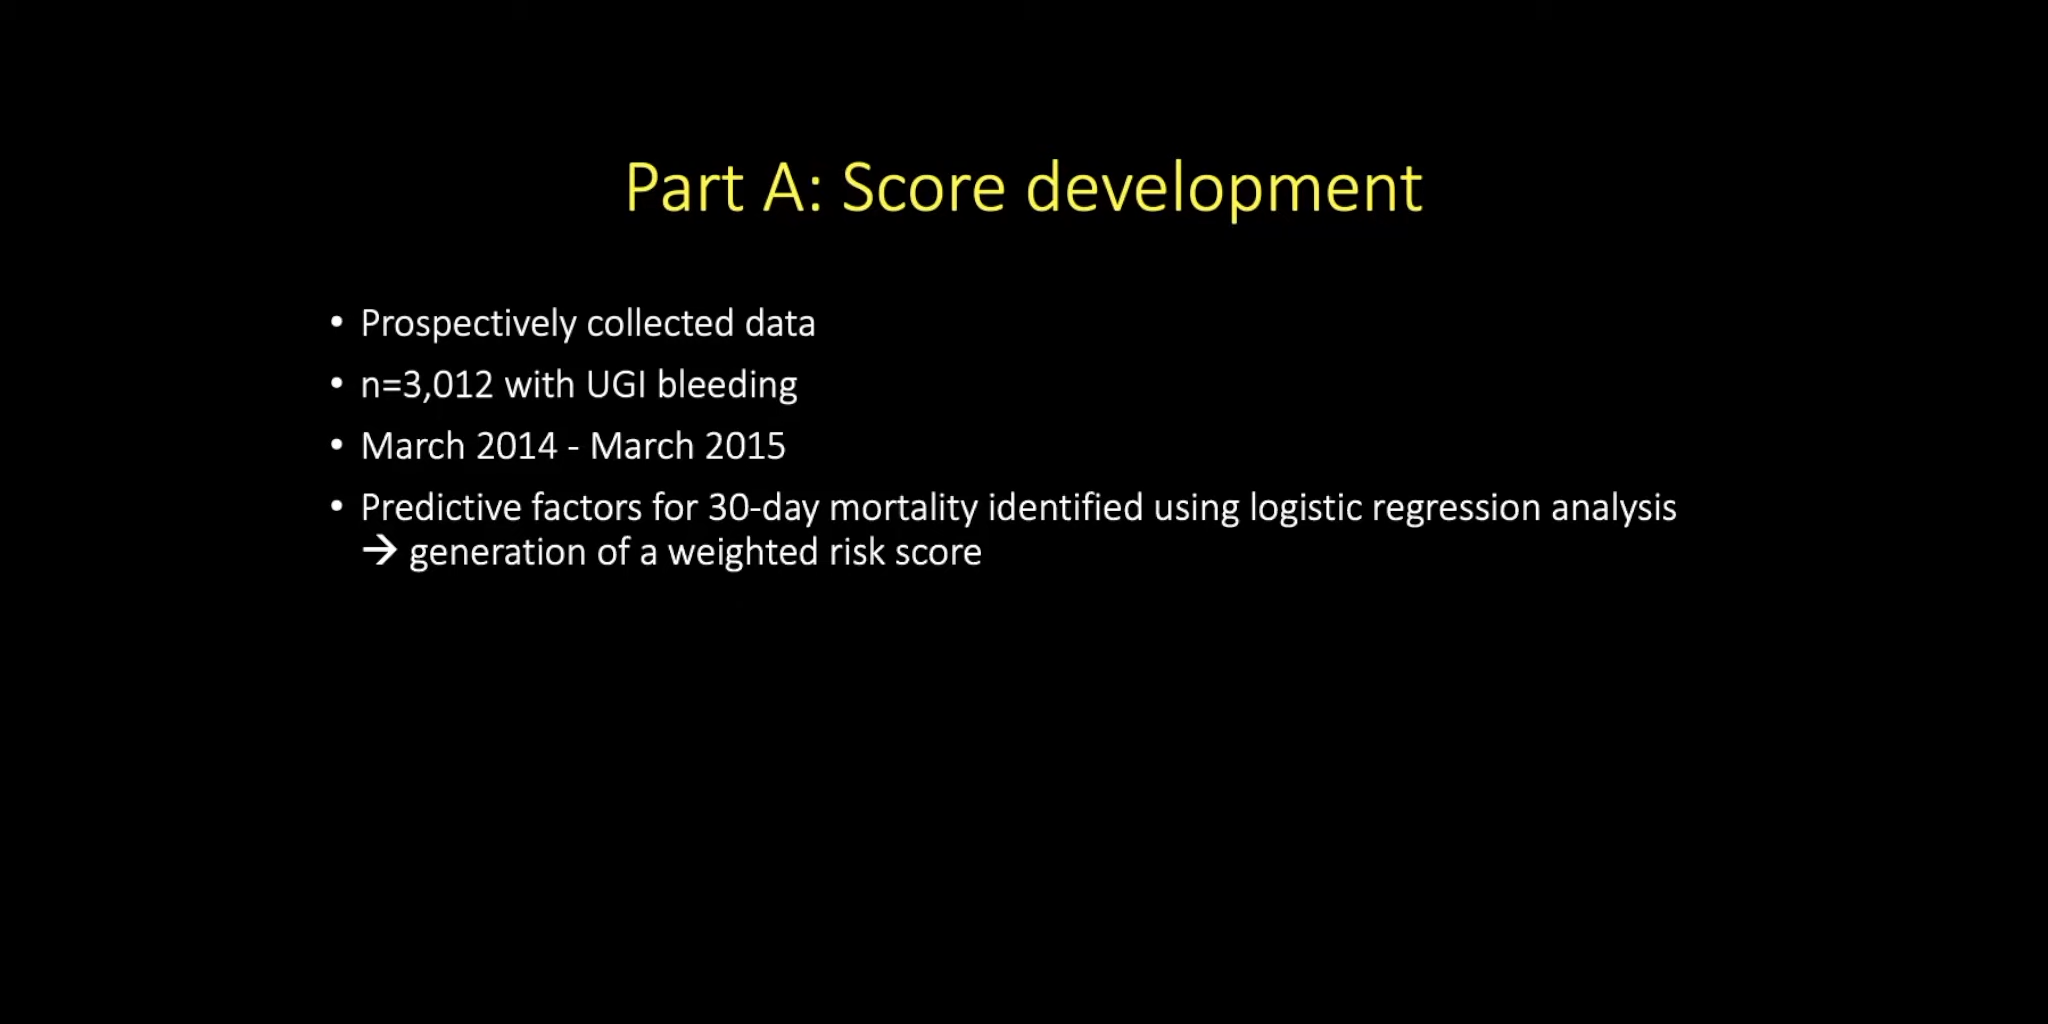 Part A: Score development
• Prospectively collected data
• n=3,012 with UGI bleeding
• March 2014 - March 2015
• Predictive factors for 30-day mortality identified using logistic regression analysis
→ generation of a weighted risk score